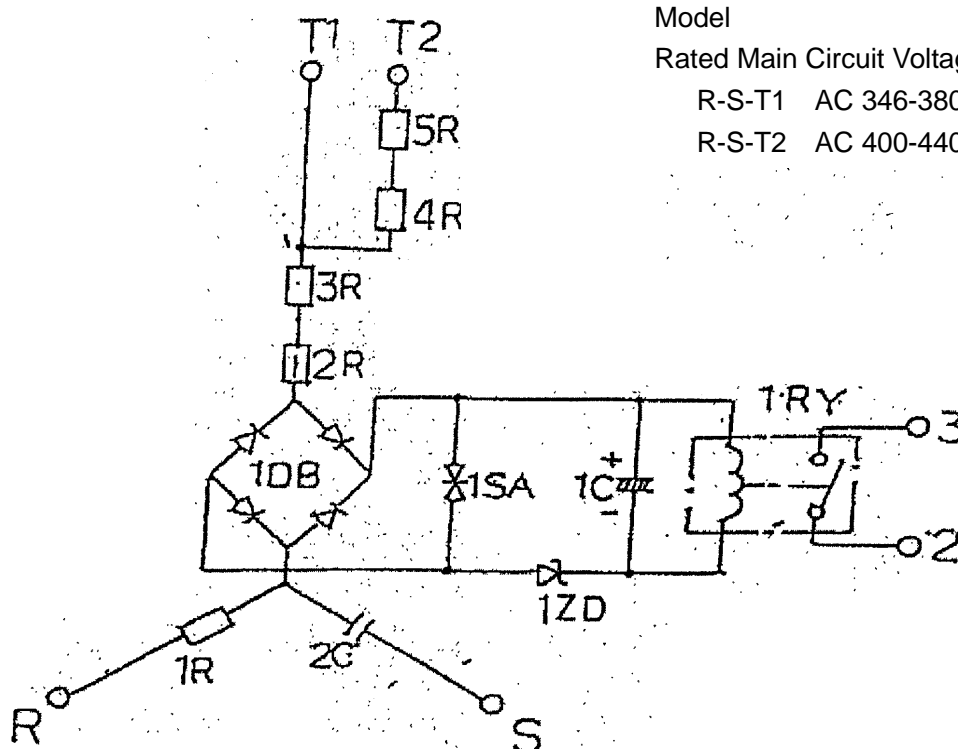 Model
Rated Main Circuit Voltag
R-S-T1 AC 346-380
R-S-T2 AC 400-440
T1 T2
5R
4R
3R
2R
1RY
3
1DB
1SA
1C
+
-
2
1ZD
1R
2C
R
S